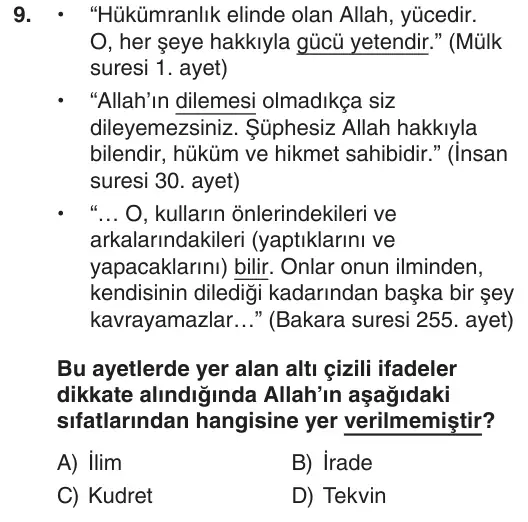 9. • “Hükümranlık elinde olan Allah, yücedir.
O, her şeye hakkıyla gücü yetendir.” (Mülk
suresi 1. ayet)
• “Allah’ın dilemesi olmadıkça siz
dileyemezsiniz. Şüphesiz Allah hakkıyla
bilendir, hüküm ve hikmet sahibidir.” (İnsan
suresi 30. ayet)
• “… O, kulların önlerindekileri ve
arkalarındakileri (yaptıklarını ve
yapacaklarını) bilir. Onlar onun ilminden,
kendisinin dilediği kadarından başka bir şey
kavrayamazlar…” (Bakara suresi 255. ayet)
Bu ayetlerde yer alan altı çizili ifadeler
dikkate alındığında Allah’ın aşağıdaki
sıfatlarından hangisine yer verilmemiştir?
A) İlim B) İrade
C) Kudret D) Tekvin